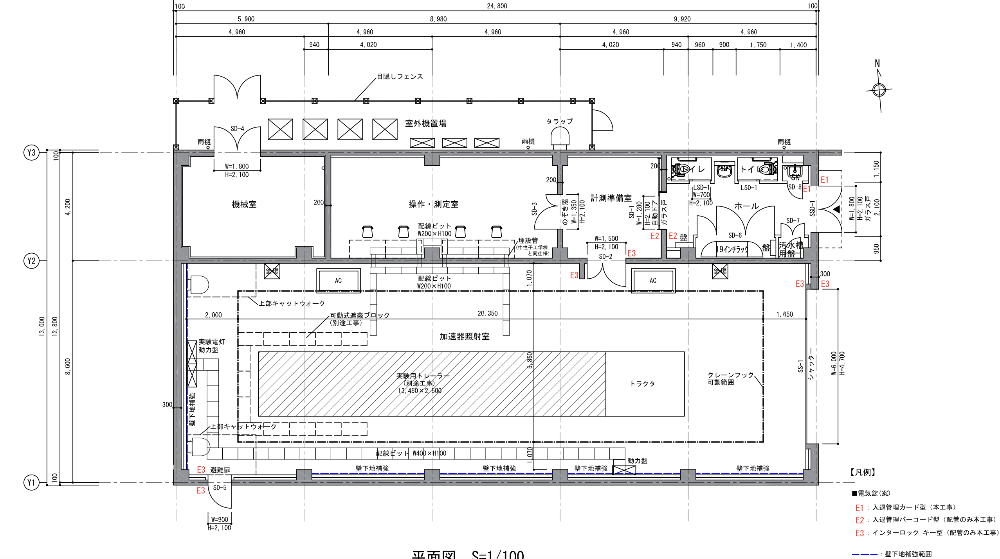 100
24,800
100
5,900
8,980
9,920
4,960
4,960
4,960
4,960
4,960
940
4,020
4,020
940
960
900
1,750
1,400
N
目隠しフェンス
SD-4
室外機置場
タラップ
雨樋
雨樋
雨樋
Y3
100
W=1,800
H=2,100
200
200
トイレ
トイレ
SK
E1
1,150
LSD-1
W=700
H=2,100
LSD-1
SD-8
E1
4,200
機械室
200
操作・測定室
SD-3
のぞき窓
W=1,350
H=2,100
計測準備室
SD-1
W=1,280
H=2,100
自動ドア
ガラス戸
ホール
SSD-1
W=1,800
H=2,100
ガラス戸
2,100
配線ピット
W200×H100
埋設管
(中性子工学棟
と同仕様)
W=1,500
H=2,100
SD-2
E3
E2
E2
盤
SD-6
19インチラック
盤
SD-7
汚水槽
用盤
950
Y2
釜場
AC
配線ピット
W200×H100
1,070
E3
AC
釜場
E3
300
E3
上部キャットウォーク
2,000
可動式遮蔽ブロック
(別途工事)
20,350
1,650
13,000
12,800
8,600
加速器照射室
実験電灯
動力盤
5,860
実験用トレーラー
(別途工事)
13,450×2,500
トラクタ
クレーンフック
可動範囲
SS-1
シャッター
W=6,000
H=4,700
300
壁下地補強
上部キャットウォーク
配線ピット W400×H100
1,070
動力盤
E3
避難扉
壁下地補強
壁下地補強
壁下地補強
壁下地補強
100
Y1
E3
SD-5
W=900
H=2,100
【凡例】
■電気錠(案)
E1 : 入退管理カード型 (本工事)
E2 : 入退管理バーコード型 (配管のみ本工事)
E3 : インターロック キー型 (配管のみ本工事)
: 壁下地補強範囲
平面図 S=1/100